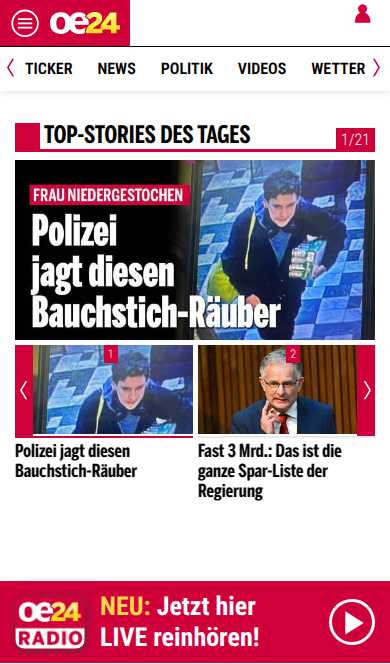 oe24
TICKER NEWS POLITIK VIDEOS WETTER
TOP-STORIES DES TAGES
1/21
FRAU NIEDERGESTOCHEN
Polizei
jagt diesen
Bauchstich-Räuber
1
2
Polizei jagt diesen
Bauchstich-Räuber
Fast 3 Mrd.: Das ist die
ganze Spar-Liste der
Regierung
oe24
RADIO
NEU: Jetzt hier
LIVE reinhören!